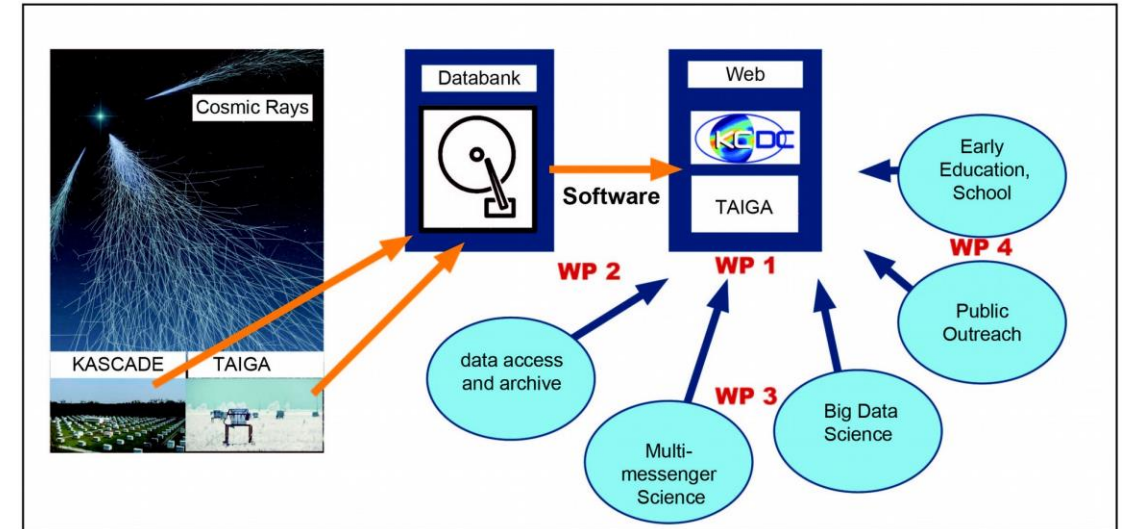 Cosmic Rays
KASCADE
TAIGA
Databank
Software
Web
KCDC
TAIGA
WP 2
WP 1
WP 3
WP 4
data access
and archive
Multi-
messenger
Science
Big Data
Science
Early
Education,
School
Public
Outreach